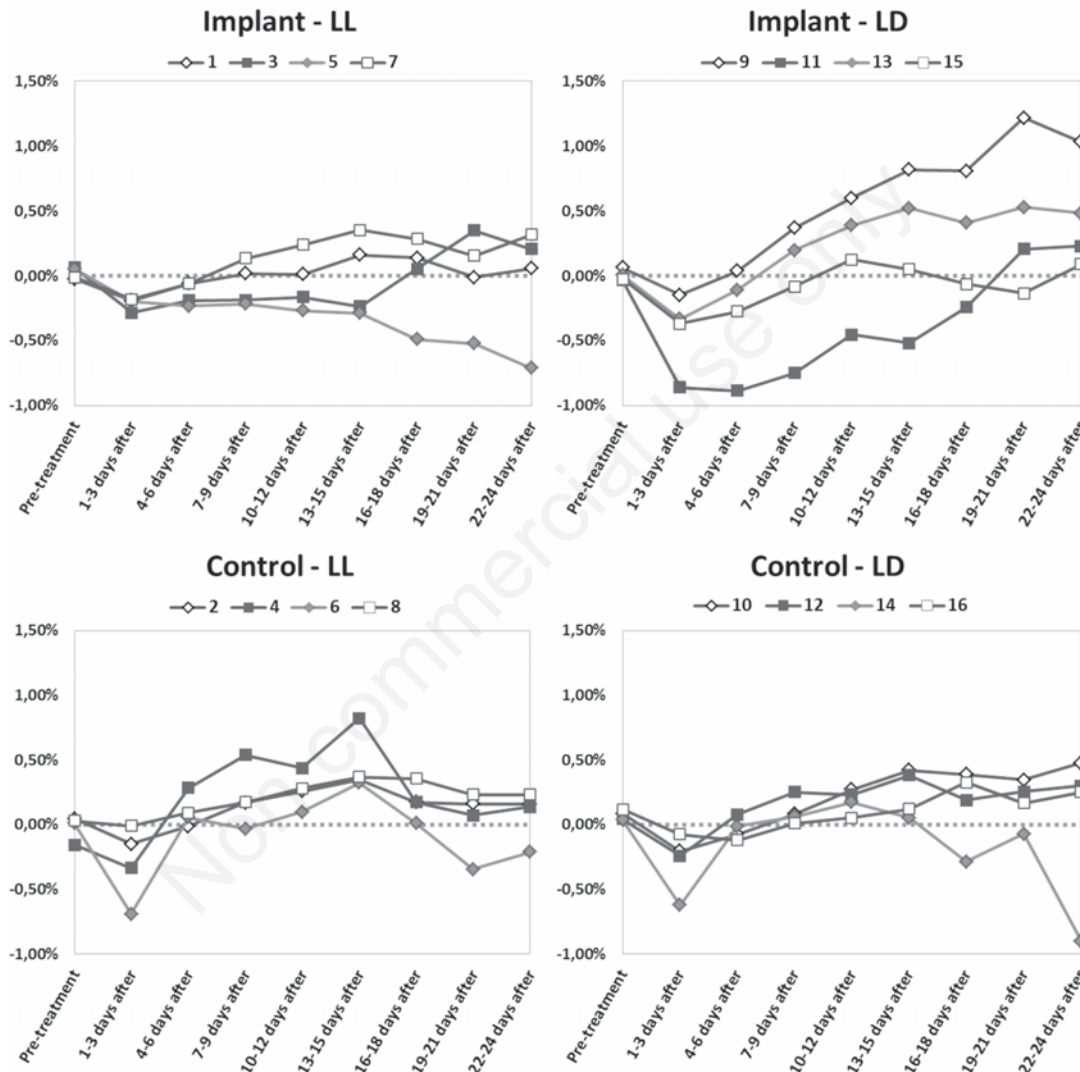 Implant - LL
1 3 5 7
1,50%
1,00%
0,50%
0,00%
-0,50%
-1,00%
Pre-treatment
1-3 days after
4-6 days after
7-9 days after
10-12 days after
13-15 days after
16-18 days after
19-21 days after
22-24 days after
Implant - LD
9 11 13 15
1,50%
1,00%
0,50%
0,00%
-0,50%
-1,00%
Pre-treatment
1-3 days after
4-6 days after
7-9 days after
10-12 days after
13-15 days after
16-18 days after
19-21 days after
22-24 days after
Control - LL
2 4 6 8
1,50%
1,00%
0,50%
0,00%
-0,50%
-1,00%
Pre-treatment
1-3 days after
4-6 days after
7-9 days after
10-12 days after
13-15 days after
16-18 days after
19-21 days after
22-24 days after
Control - LD
10 12 14 16
1,50%
1,00%
0,50%
0,00%
-0,50%
-1,00%
Pre-treatment
1-3 days after
4-6 days after
7-9 days after
10-12 days after
13-15 days after
16-18 days after
19-21 days after
22-24 days after
Non commercial use only